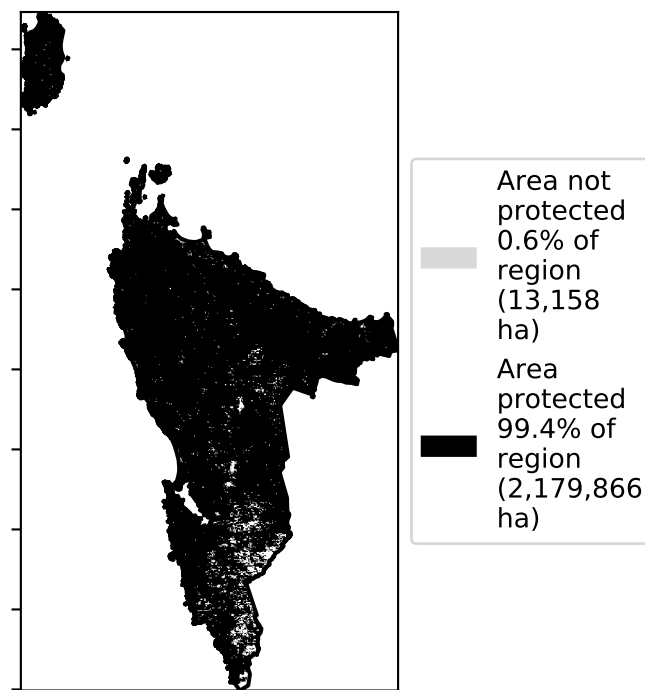 Area not
protected
0.6% of
region
(13,158
ha)
Area
protected
99.4% of
region
(2,179,866
ha)